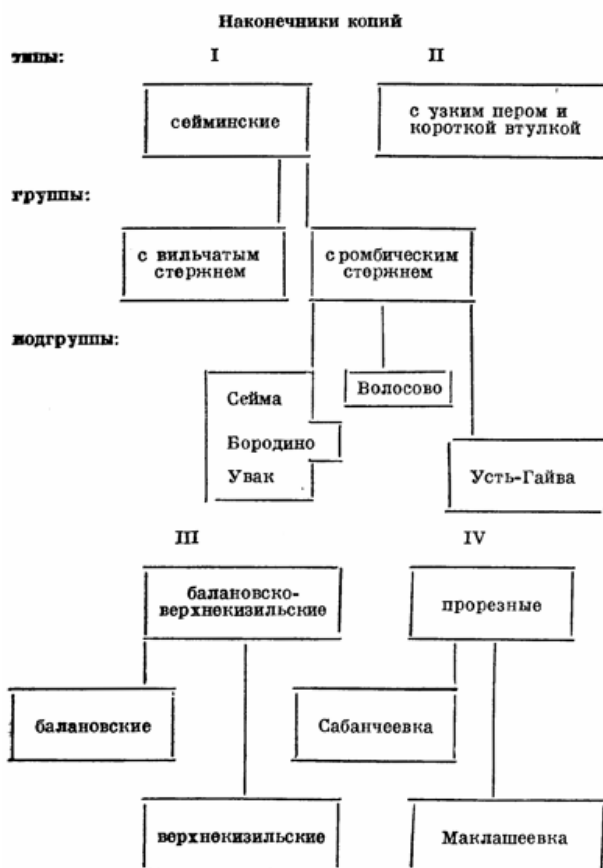 Наконечники копий
типы: I II
сейминские
с узким пером и
короткой втулкой
группы:
с вильчатым
стержнем
с ромбическим
стержнем
подгруппы:
Сейма
Бородино
Увак
Волосово
Усть-Гайва
III IV
балановско-
верхнекизильские
прорезные
балановские
Сабанчеевка
верхнекизильские
Маклашеевка